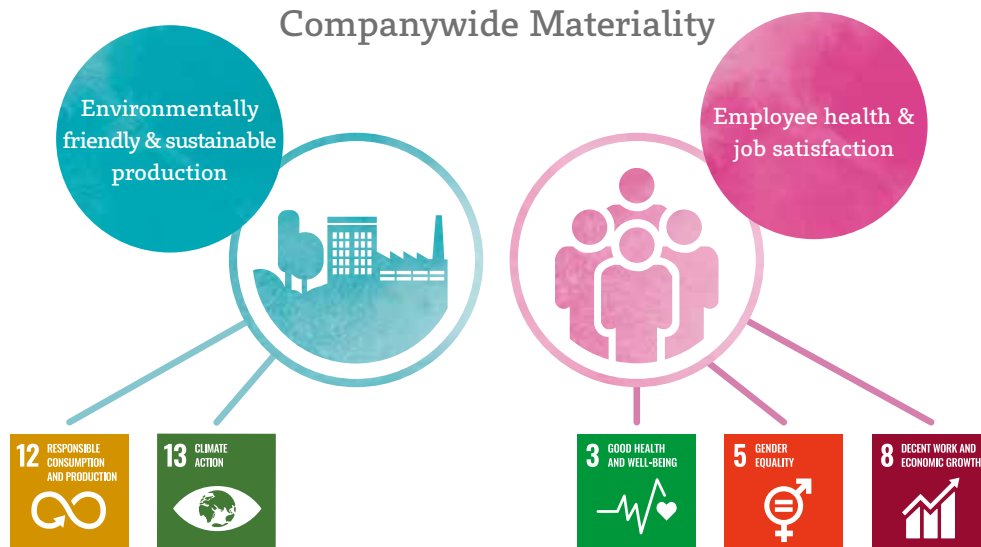 Companywide Materiality
Environmentally
friendly & sustainable
production
Employee health &
job satisfaction
12 RESPONSIBLE
CONSUMPTION
AND PRODUCTION
13 CLIMATE
ACTION
3 GOOD HEALTH
AND WELL-BEING
5 GENDER
EQUALITY
8 DECENT WORK AND
ECONOMIC GROWTH